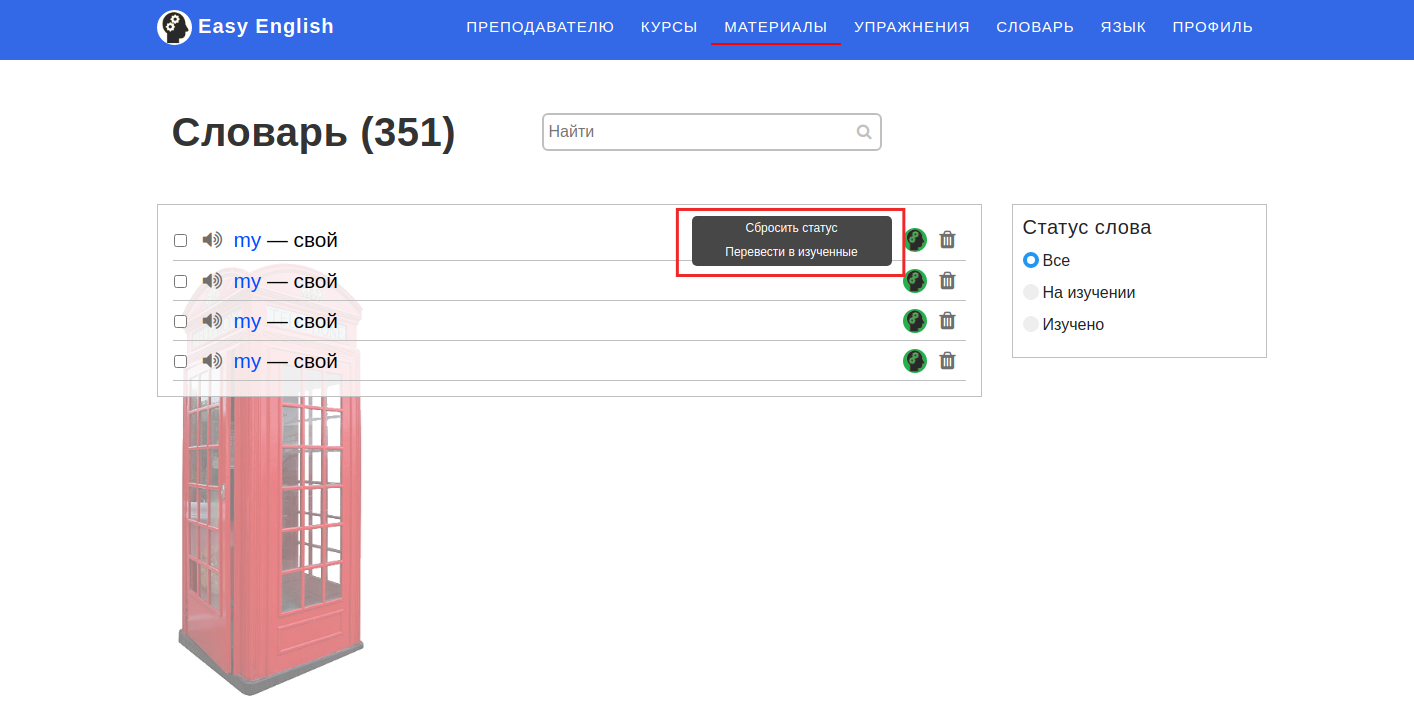 Easy English
ПРЕПОДАВАТЕЛЮ КУРСЫ МАТЕРИАЛЫ УПРАЖНЕНИЯ СЛОВАРЬ ЯЗЫК ПРОФИЛЬ
Словарь (351)
Найти
my — свой
Сбросить статус
Перевести в изученные
my — свой
my — свой
my — свой
Статус слова
Все
На изучении
Изучено